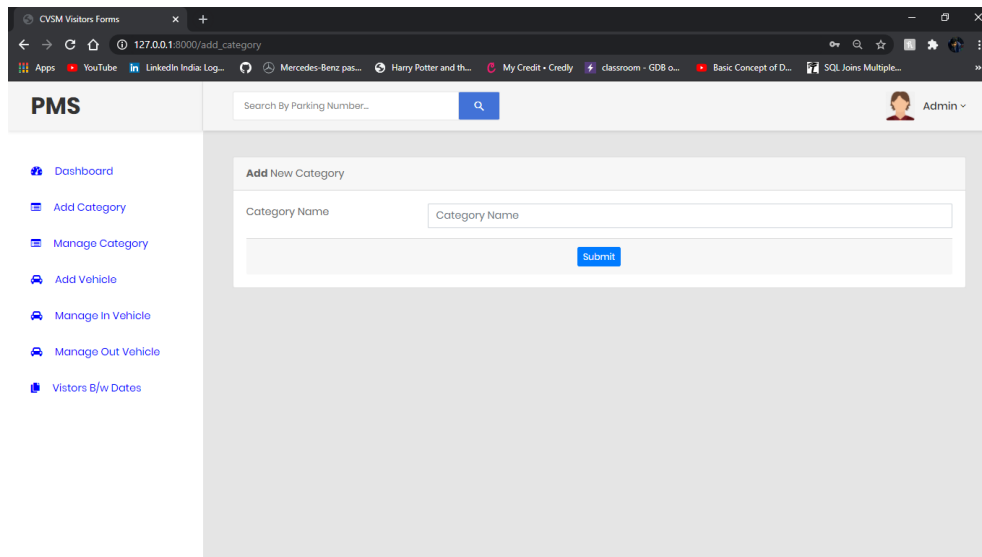 CVSM Visitors Forms
127.0.0.1:8000/add_category
Apps YouTube LinkedIn India: Log... Mercedes-Benz pas... Harry Potter and th... My Credit • Credly classroom - GDB o... Basic Concept of D... SQL Joins Multiple...
PMS
Search By Parking Number...
Admin
Dashboard
Add Category
Manage Category
Add Vehicle
Manage In Vehicle
Manage Out Vehicle
Vistors B/w Dates
Add New Category
Category Name
Category Name
Submit